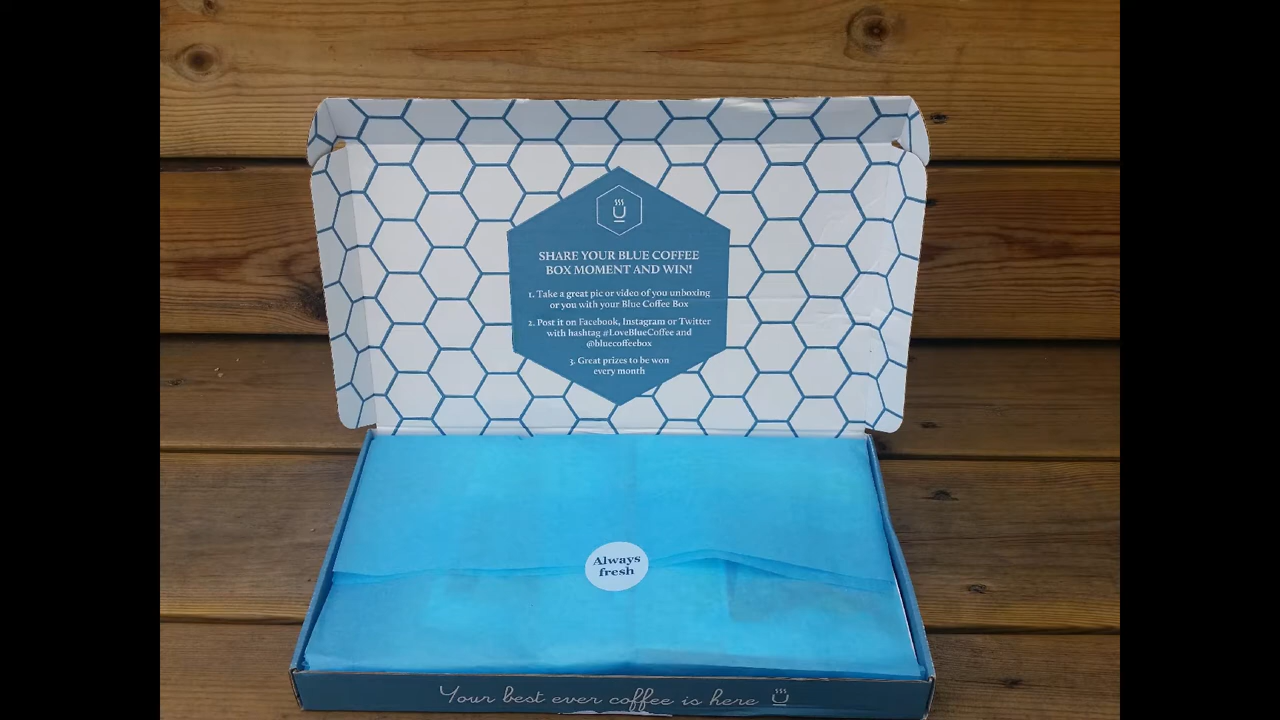 SHARE YOUR BLUE COFFEE
BOX MOMENT AND WIN!
1. Take a great pic or video of you unboxing
or you with your Blue Coffee Box
2. Post it on Facebook, Instagram or Twitter
with hashtag #LoveBlueCoffee and
@bluecoffeebox
3. Great prizes to be won
every month
Always
fresh
Your best ever coffee is here